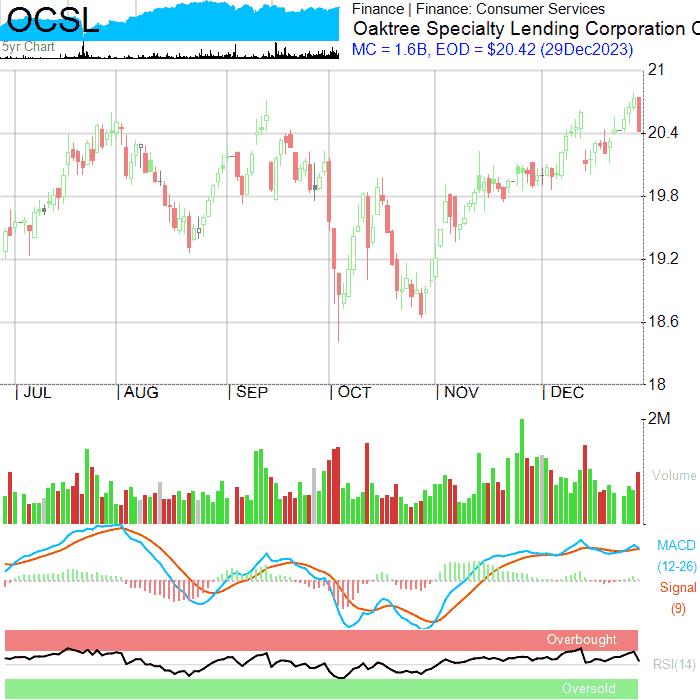 OCSL
5yr Chart
Finance | Finance: Consumer Services
Oaktree Specialty Lending Corporation C
MC = 1.6B, EOD = $20.42 (29Dec2023)
21
20.4
19.8
19.2
18.6
18
| JUL | AUG | SEP | OCT | NOV | DEC
2M
Volume
MACD
(12-26)
Signal
(9)
Overbought
RSI(14)
Oversold